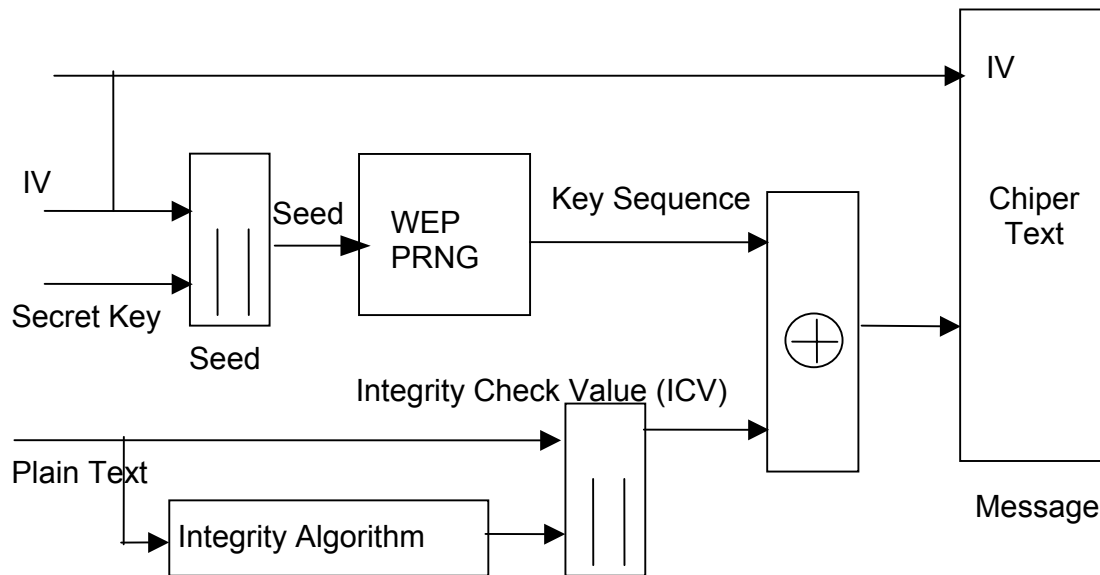 IV
IV
Seed
WEP
PRNG
Key Sequence
Chiper
Text
Secret Key
Seed
Integrity Check Value (ICV)
Plain Text
Integrity Algorithm
Message